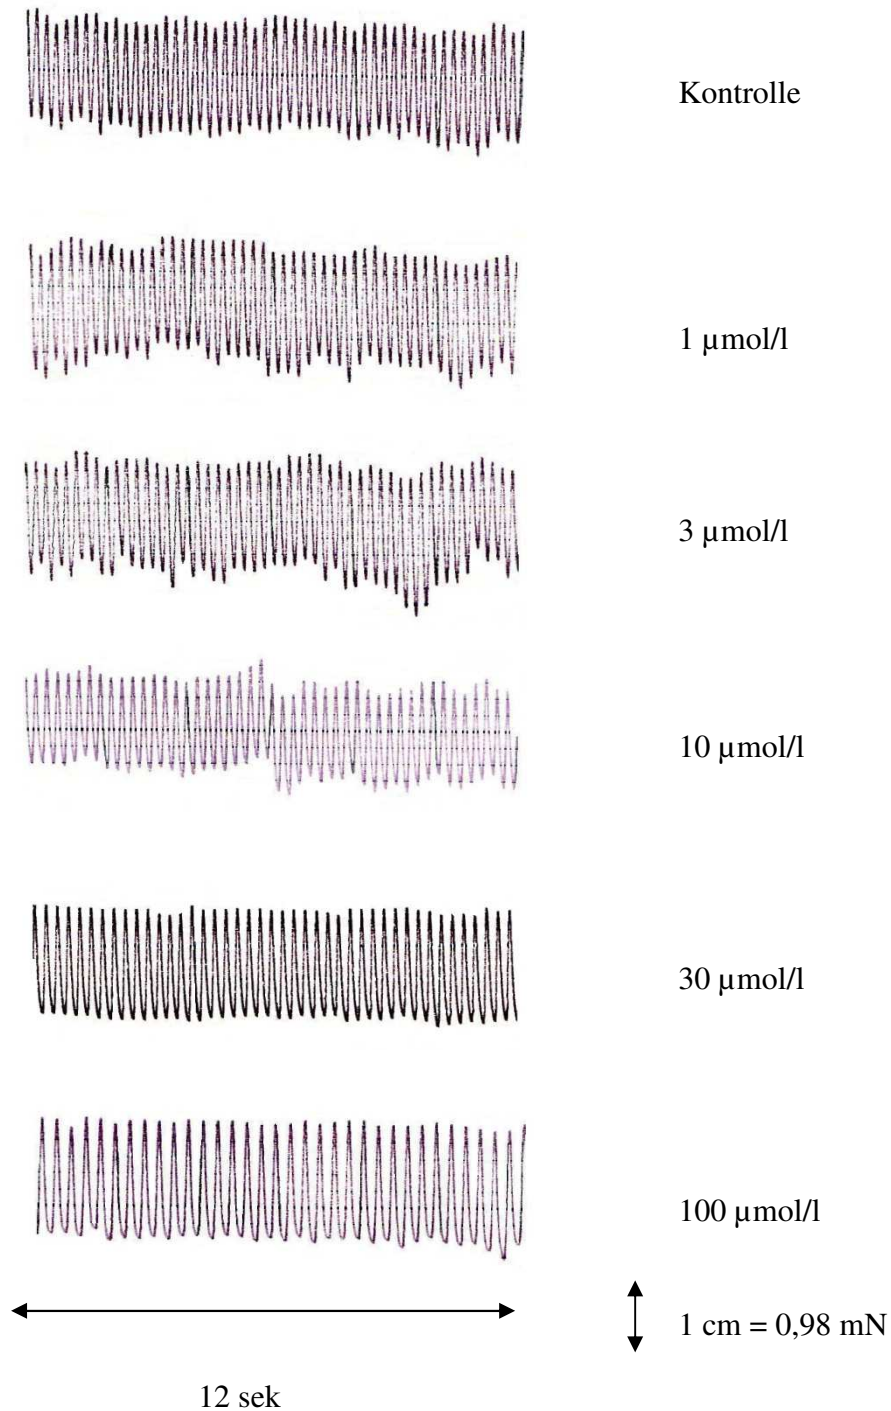 Kontrolle
1 µmol/l
3 µmol/l
10 µmol/l
30 µmol/l
100 µmol/l
1 cm = 0,98 mN
12 sek